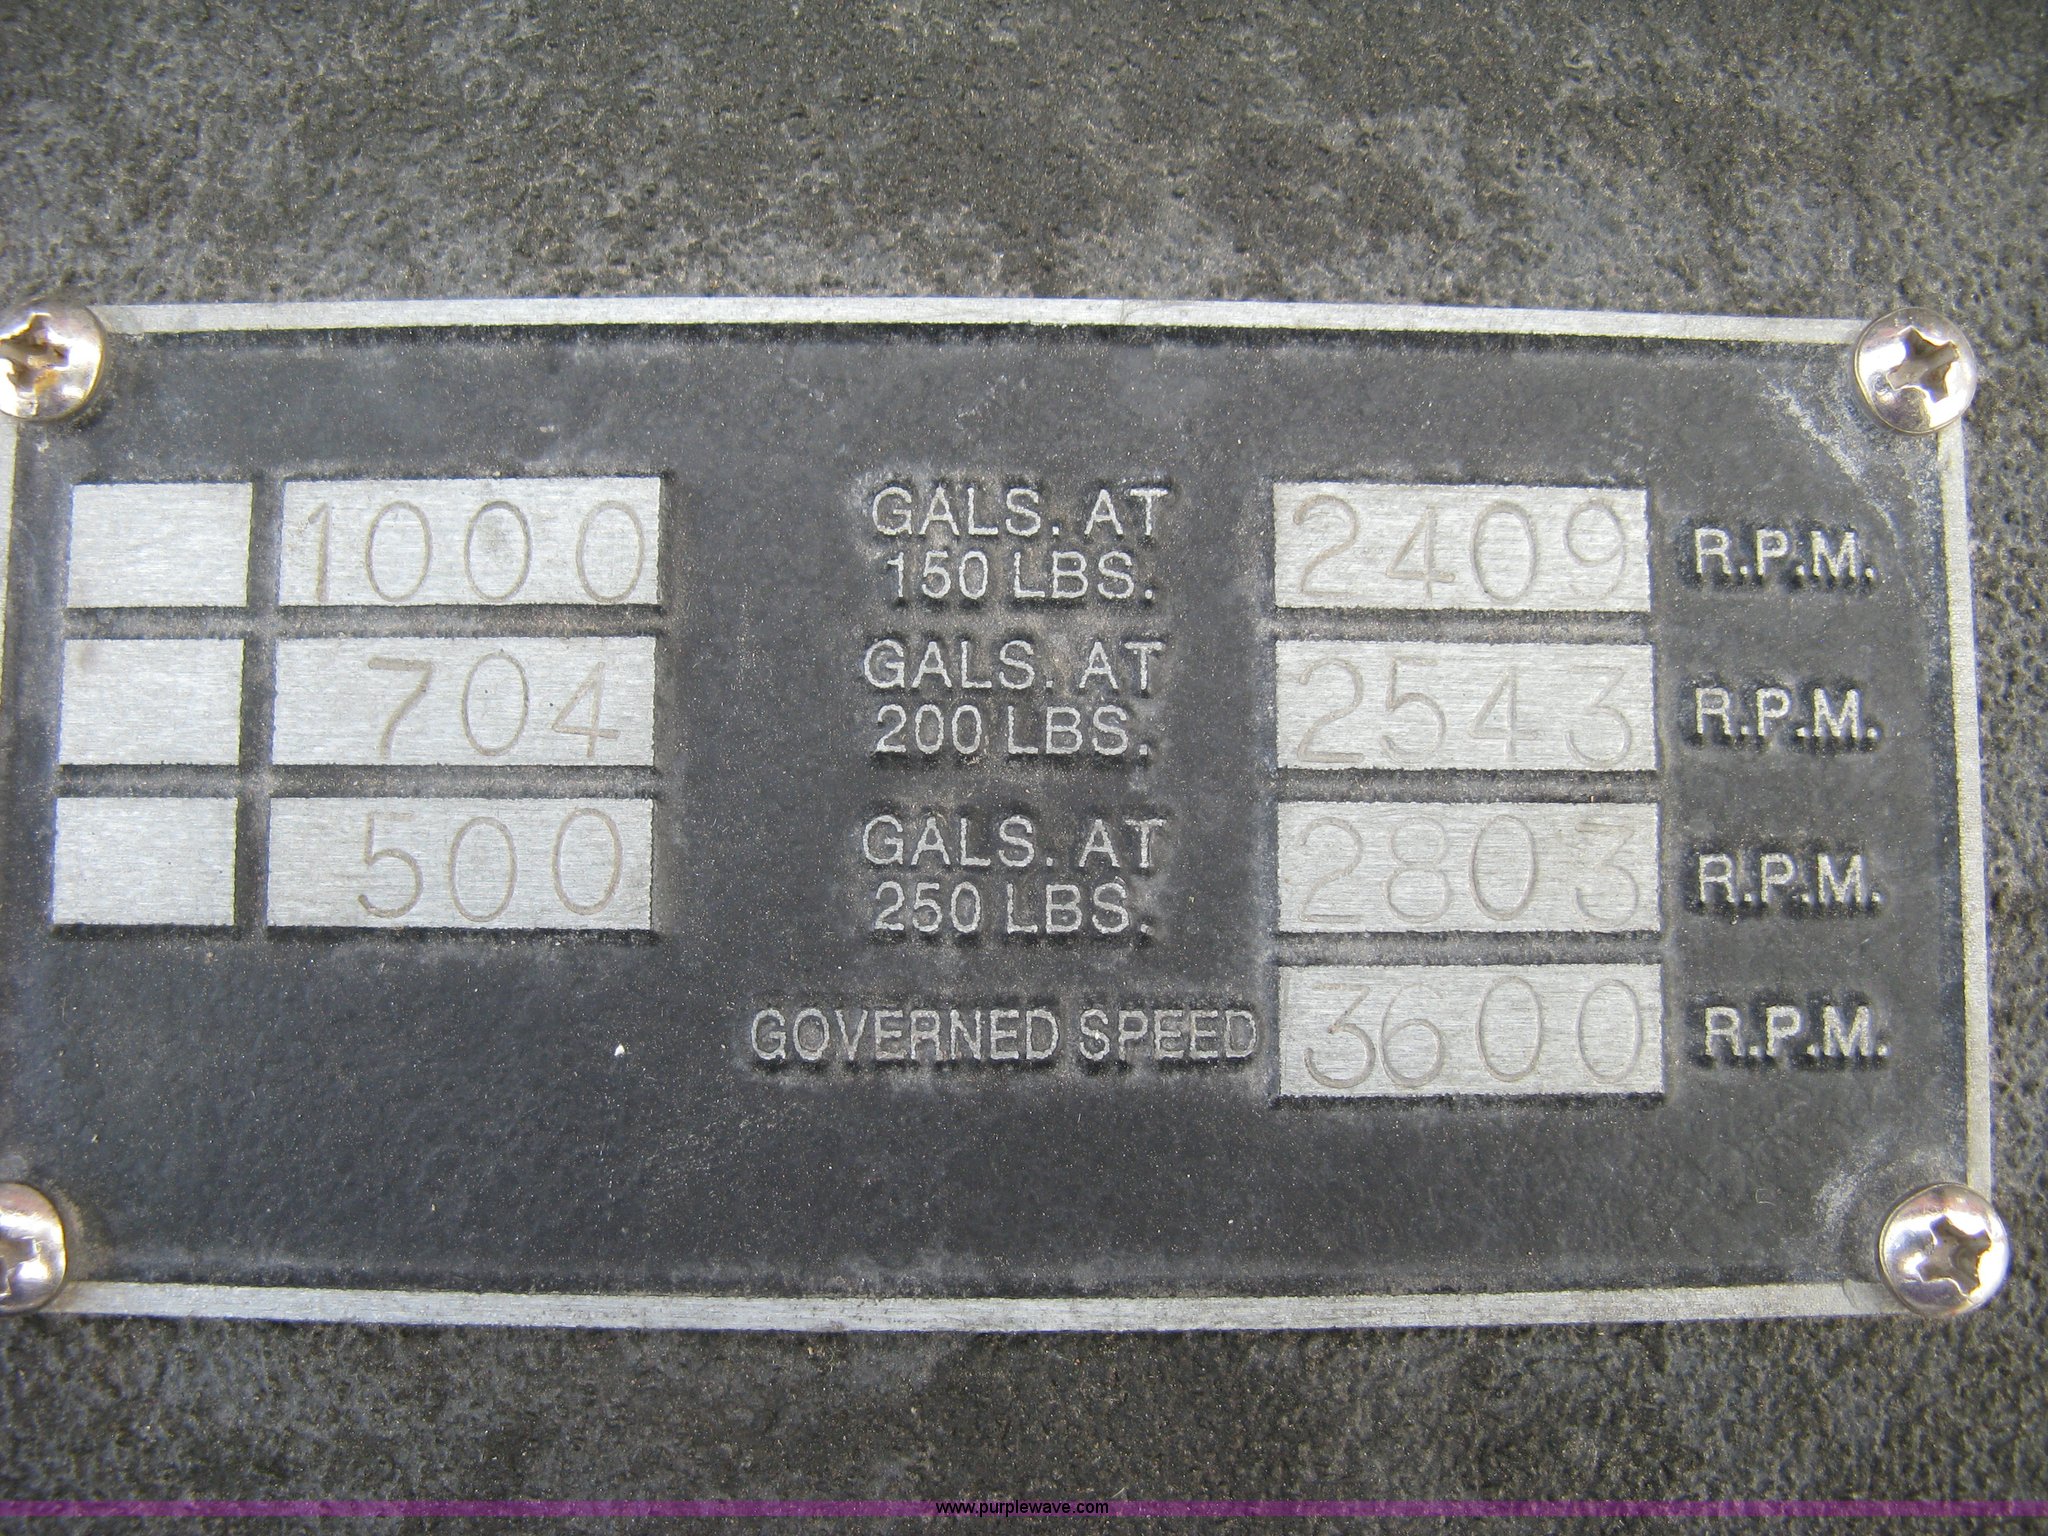 1000 GALS. AT 150 LBS. 2409 R.P.M.
704 GALS. AT 200 LBS. 2543 R.P.M.
500 GALS. AT 250 LBS. 2803 R.P.M.
GOVERNED SPEED 3600 R.P.M.
www.purplewave.com